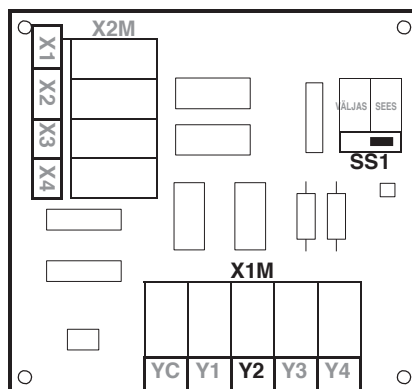 X2M
X1
X2
X3
X4
VÄLJAS SEES
SS1
X1M
YC Y1 Y2 Y3 Y4